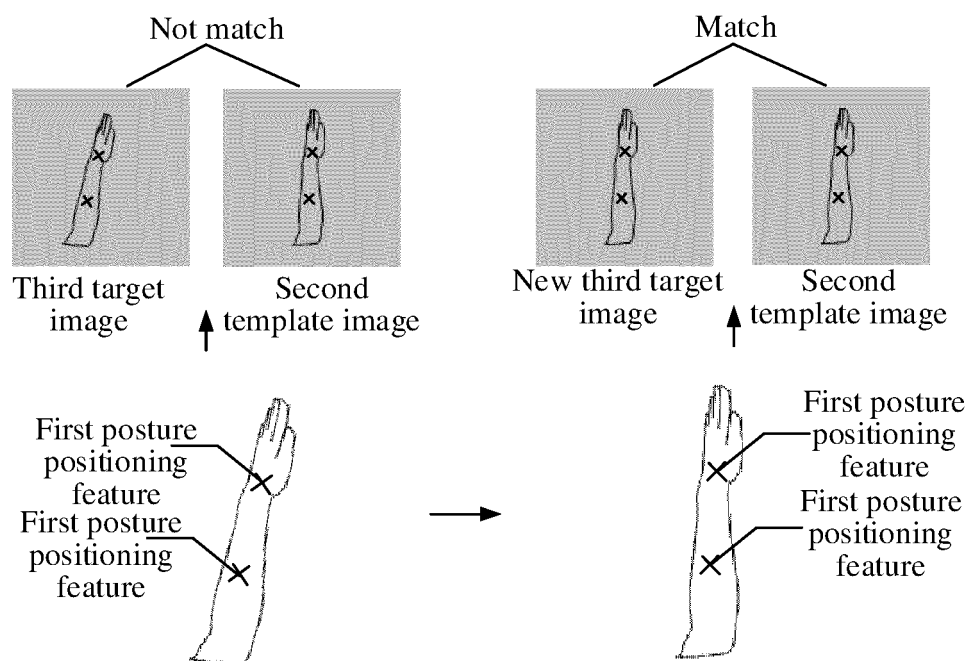 Not match
Match
Third target
image
Second
template image
New third target
image
Second
template image
First posture
positioning
feature
First posture
positioning
feature
First posture
positioning
feature
First posture
positioning
feature